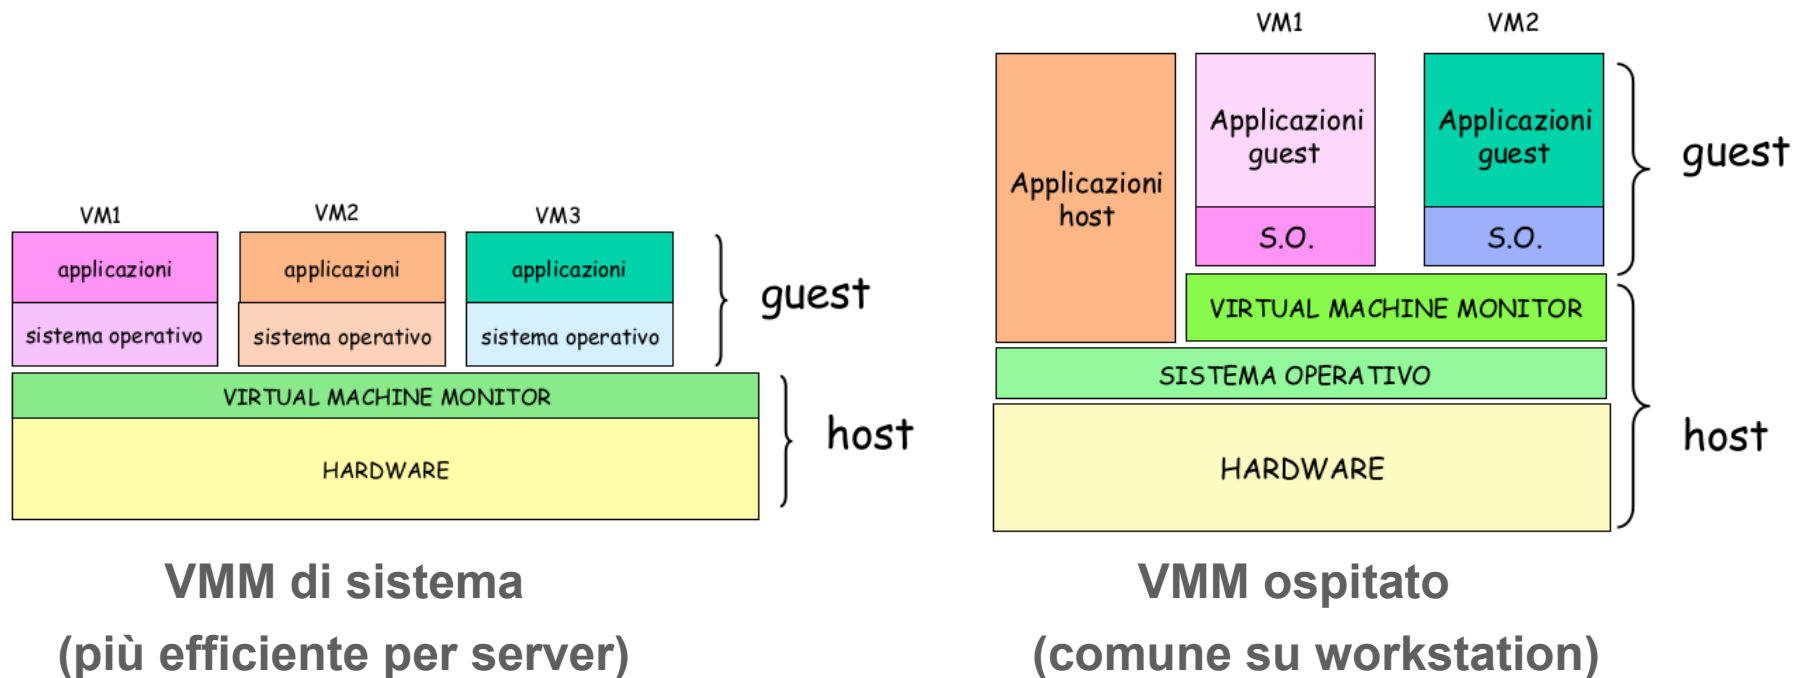 VM1
VM2
VM3
applicazioni
applicazioni
applicazioni
sistema operativo
sistema operativo
sistema operativo
guest
VIRTUAL MACHINE MONITOR
HARDWARE
host
VMM di sistema
(più efficiente per server)
VM1
VM2
Applicazioni
host
Applicazioni
guest
Applicazioni
guest
S.O.
S.O.
guest
VIRTUAL MACHINE MONITOR
SISTEMA OPERATIVO
HARDWARE
host
VMM ospitato
(comune su workstation)